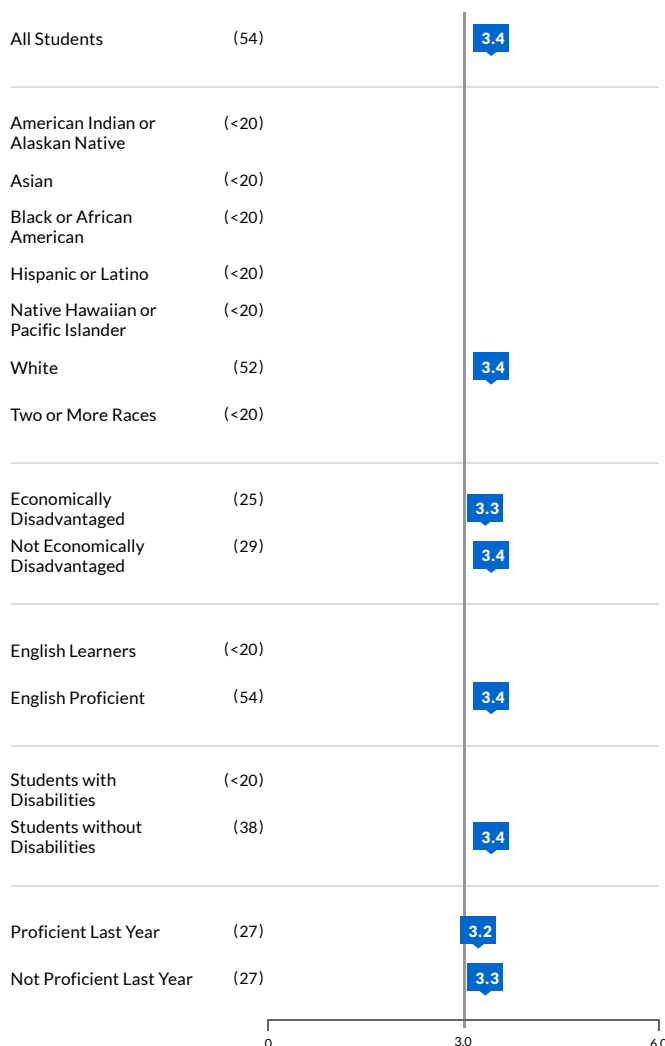 All Students (54) 3.4
American Indian or (<20)
Alaskan Native
Asian (<20)
Black or African (<20)
American
Hispanic or Latino (<20)
Native Hawaiian or (<20)
Pacific Islander
White (52) 3.4
Two or More Races (<20)
Economically (25) 3.3
Disadvantaged
Not Economically (29) 3.4
Disadvantaged
English Learners (<20)
English Proficient (54) 3.4
Students with (<20)
Disabilities
Students without (38) 3.4
Disabilities
Proficient Last Year (27) 3.2
Not Proficient Last Year (27) 3.3
0 3.0 6.0